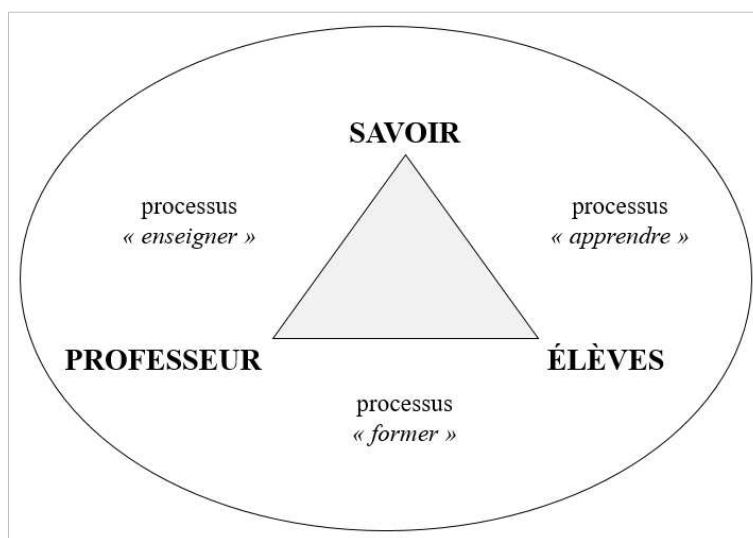 SAVOIR
processus
« enseigner »
processus
« apprendre »
PROFESSEUR
ÉLÈVES
processus
« former »